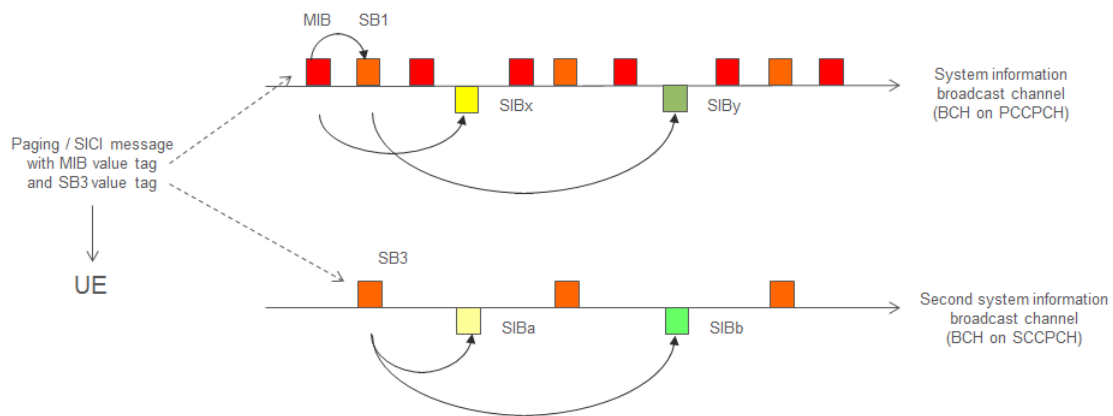 MIB
SB1
SIBx
SIBy
System information
broadcast channel
(BCH on PCCPCH)
Paging / SICI message
with MIB value tag
and SB3 value tag
UE
SB3
SIBa
SIBb
Second system information
broadcast channel
(BCH on SCCPCH)